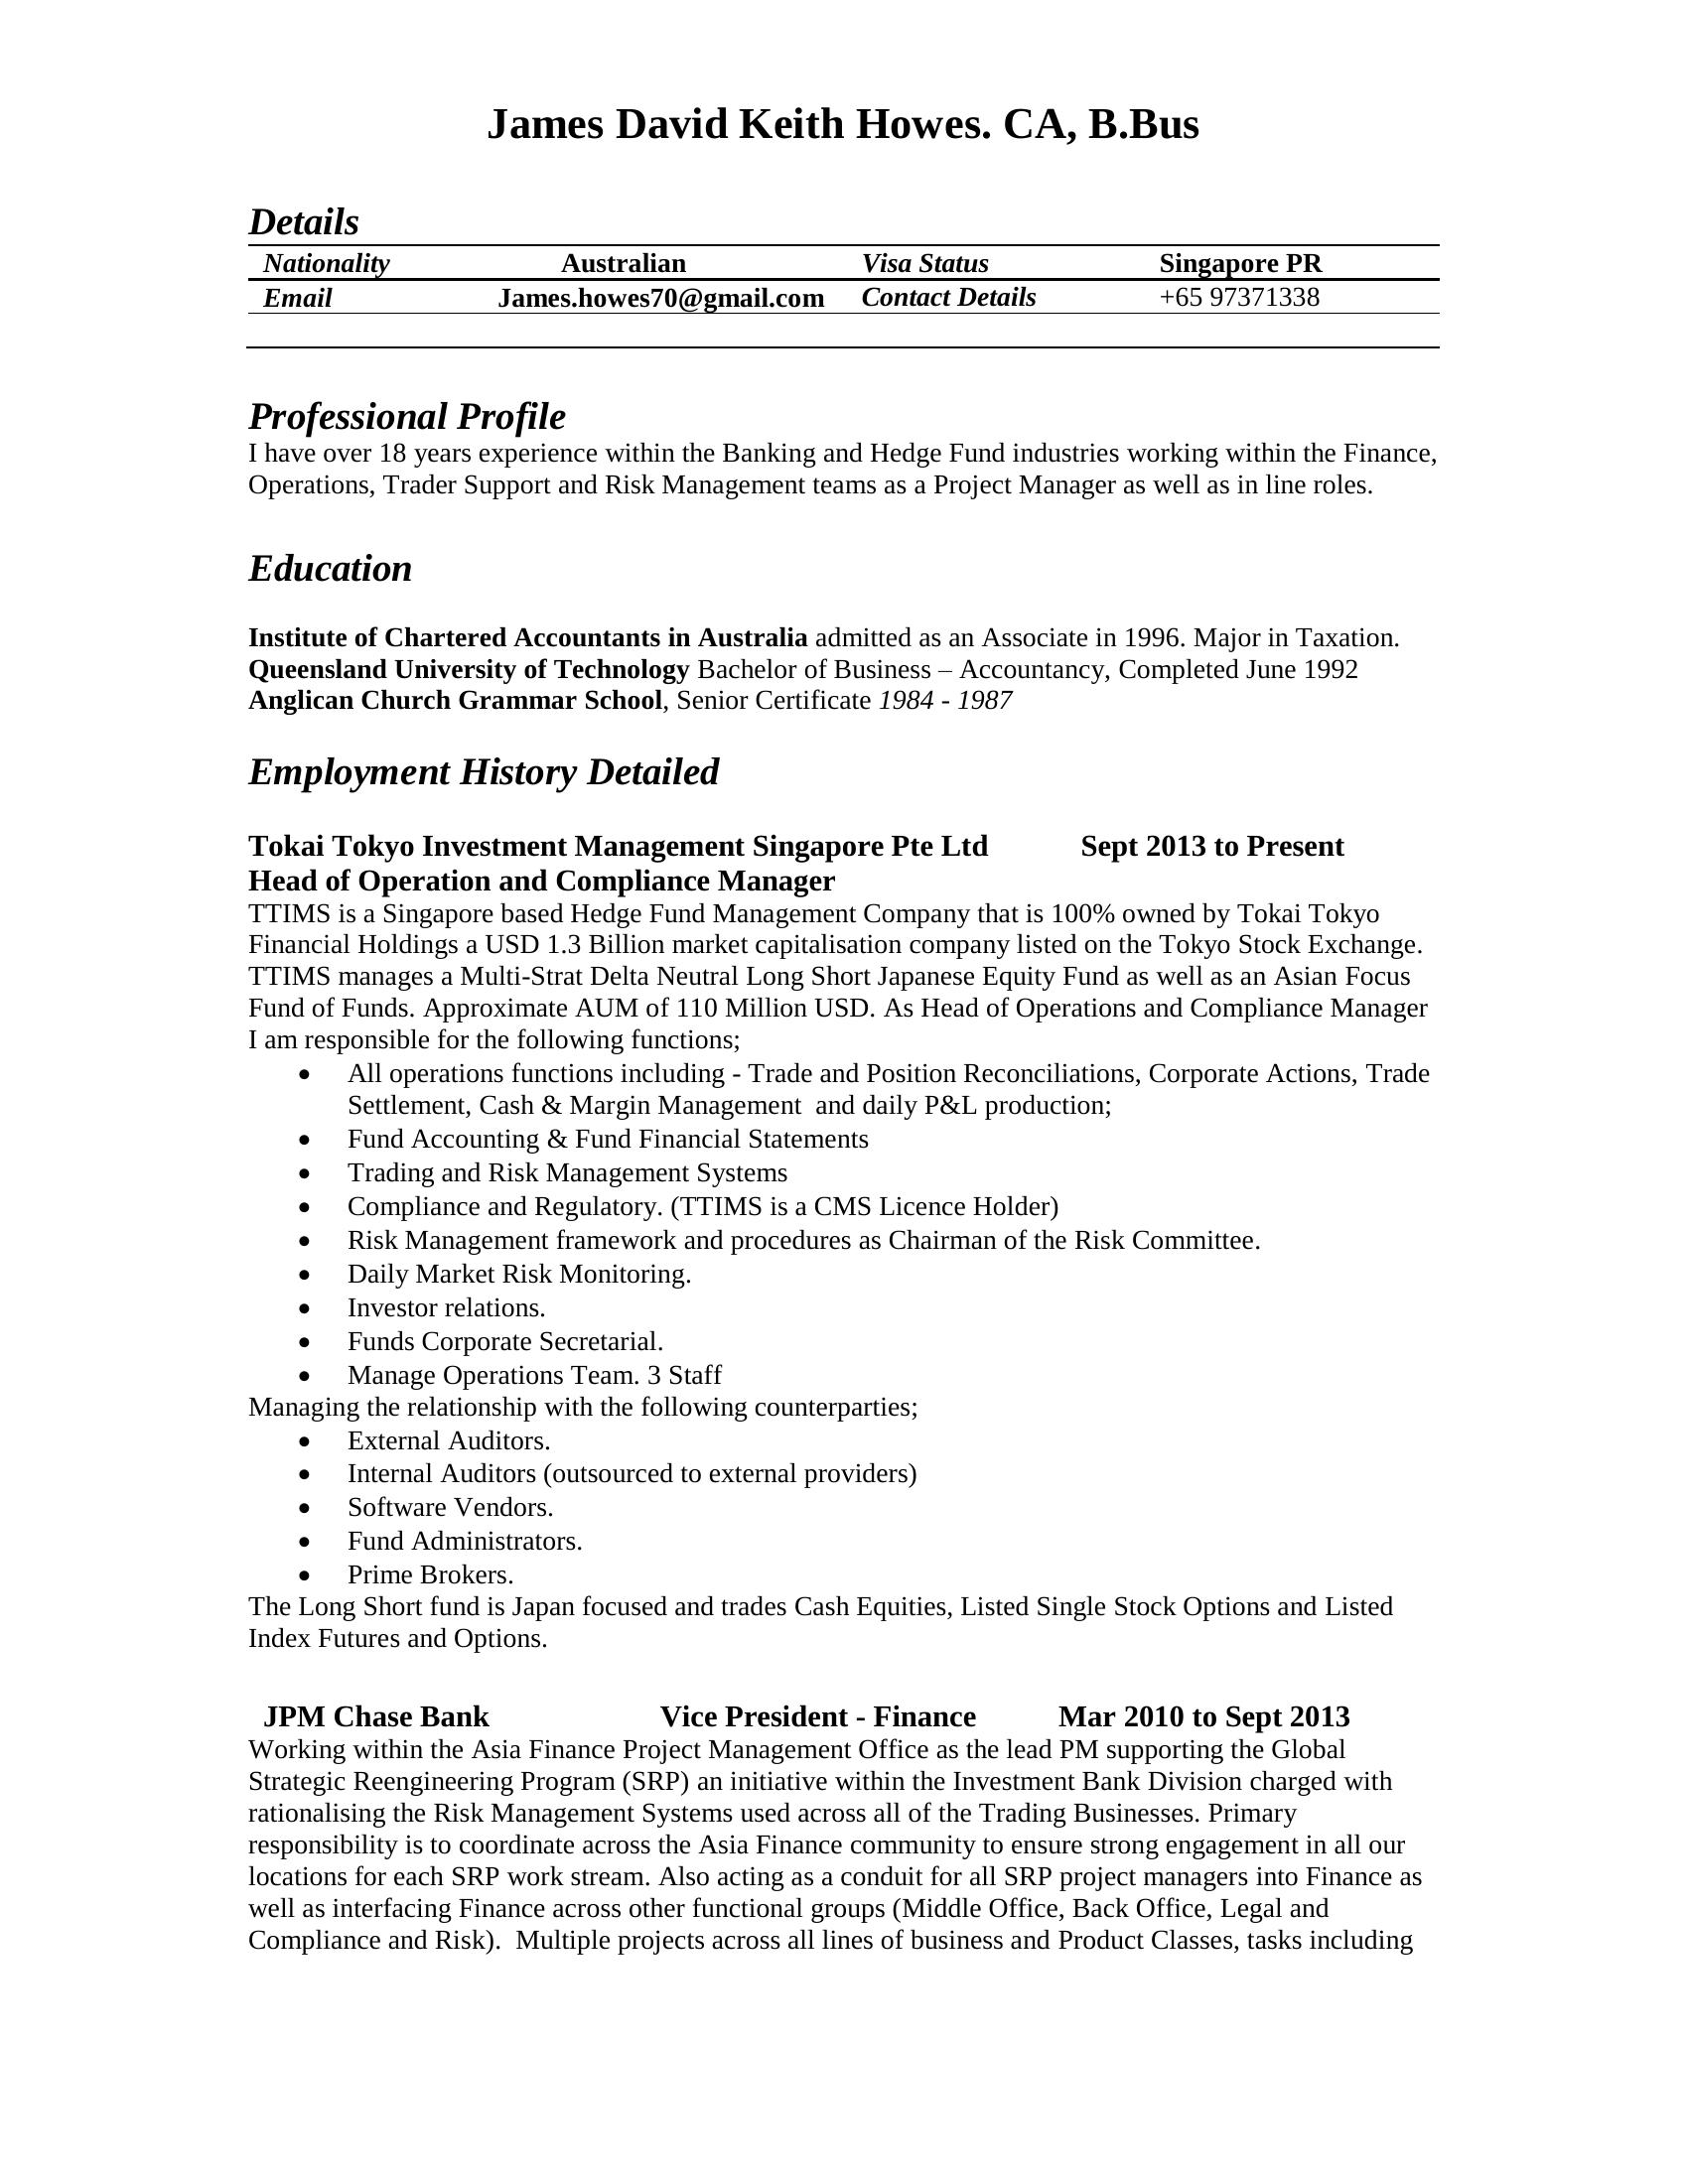 James David Keith Howes. CA, B.Bus
Details
Nationality Australian Visa Status Singapore PR
Email James.howes70@gmail.com Contact Details +65 97371338
Professional Profile
I have over 18 years experience within the Banking and Hedge Fund industries working within the Finance,
Operations, Trader Support and Risk Management teams as a Project Manager as well as in line roles.
Education
Institute of Chartered Accountants in Australia admitted as an Associate in 1996. Major in Taxation.
Queensland University of Technology Bachelor of Business – Accountancy, Completed June 1992
Anglican Church Grammar School, Senior Certificate 1984 - 1987
Employment History Detailed
Tokai Tokyo Investment Management Singapore Pte Ltd Sept 2013 to Present
Head of Operation and Compliance Manager
TTIMS is a Singapore based Hedge Fund Management Company that is 100% owned by Tokai Tokyo
Financial Holdings a USD 1.3 Billion market capitalisation company listed on the Tokyo Stock Exchange.
TTIMS manages a Multi-Strat Delta Neutral Long Short Japanese Equity Fund as well as an Asian Focus
Fund of Funds. Approximate AUM of 110 Million USD. As Head of Operations and Compliance Manager
I am responsible for the following functions;
• All operations functions including - Trade and Position Reconciliations, Corporate Actions, Trade
Settlement, Cash & Margin Management and daily P&L production;
• Fund Accounting & Fund Financial Statements
• Trading and Risk Management Systems
• Compliance and Regulatory. (TTIMS is a CMS Licence Holder)
• Risk Management framework and procedures as Chairman of the Risk Committee.
• Daily Market Risk Monitoring.
• Investor relations.
• Funds Corporate Secretarial.
• Manage Operations Team. 3 Staff
Managing the relationship with the following counterparties;
• External Auditors.
• Internal Auditors (outsourced to external providers)
• Software Vendors.
• Fund Administrators.
• Prime Brokers.
The Long Short fund is Japan focused and trades Cash Equities, Listed Single Stock Options and Listed
Index Futures and Options.
JPM Chase Bank Vice President - Finance Mar 2010 to Sept 2013
Working within the Asia Finance Project Management Office as the lead PM supporting the Global
Strategic Reengineering Program (SRP) an initiative within the Investment Bank Division charged with
rationalising the Risk Management Systems used across all of the Trading Businesses. Primary
responsibility is to coordinate across the Asia Finance community to ensure strong engagement in all our
locations for each SRP work stream. Also acting as a conduit for all SRP project managers into Finance as
well as interfacing Finance across other functional groups (Middle Office, Back Office, Legal and
Compliance and Risk). Multiple projects across all lines of business and Product Classes, tasks including